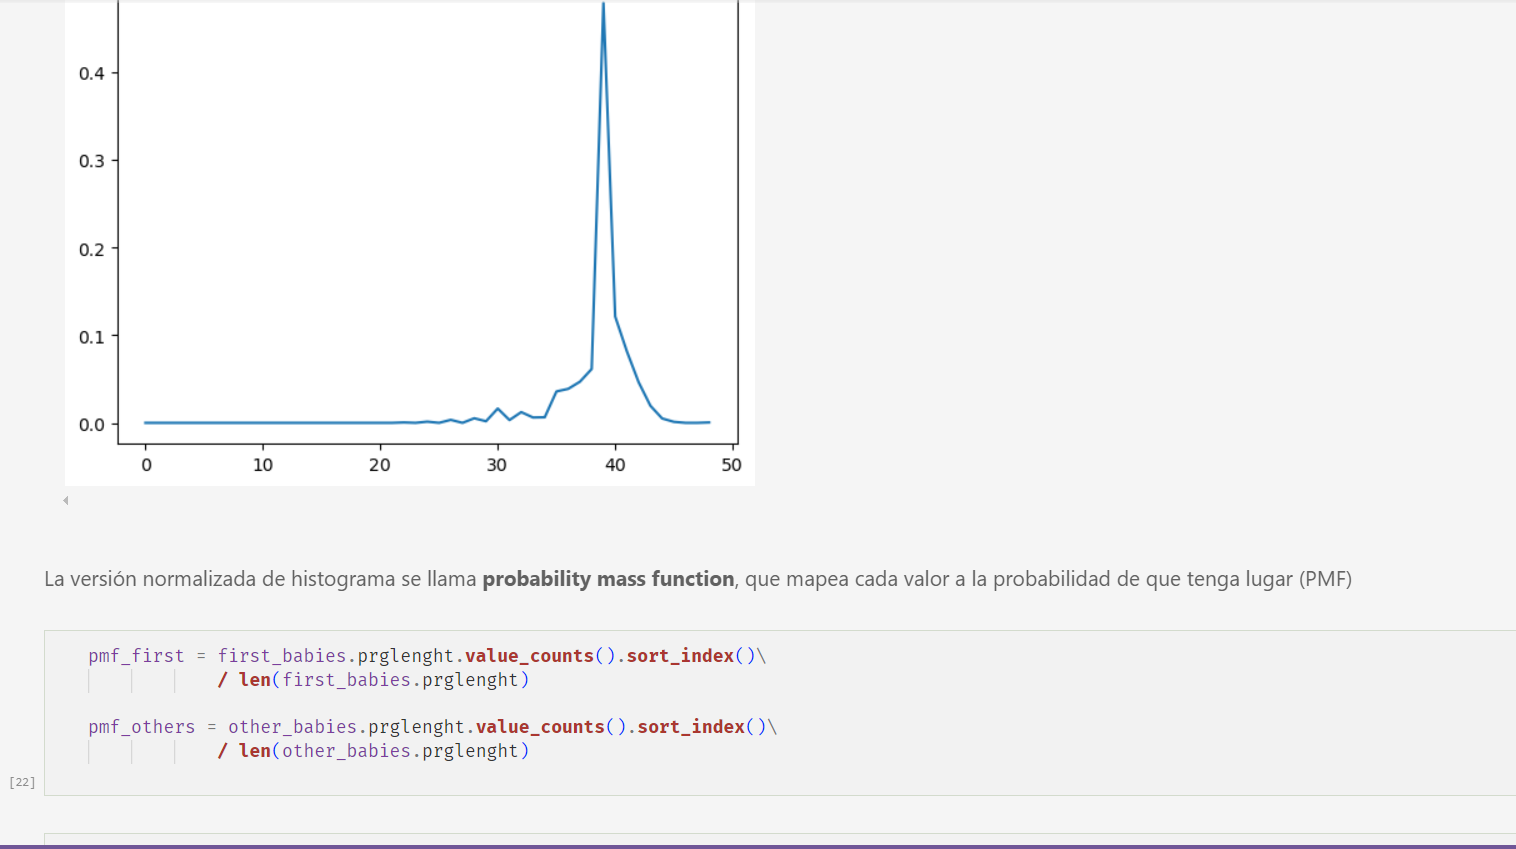 0.4
0.3
0.2
0.1
0.0
0 10 20 30 40 50
La versión normalizada de histograma se llama probability mass function, que mapea cada valor a la probabilidad de que tenga lugar (PMF)
pmf_first = first_babies.prglenght.value_counts().sort_index()\
/ len(first_babies.prglenght)
pmf_others = other_babies.prglenght.value_counts().sort_index()\
/ len(other_babies.prglenght)
[22]